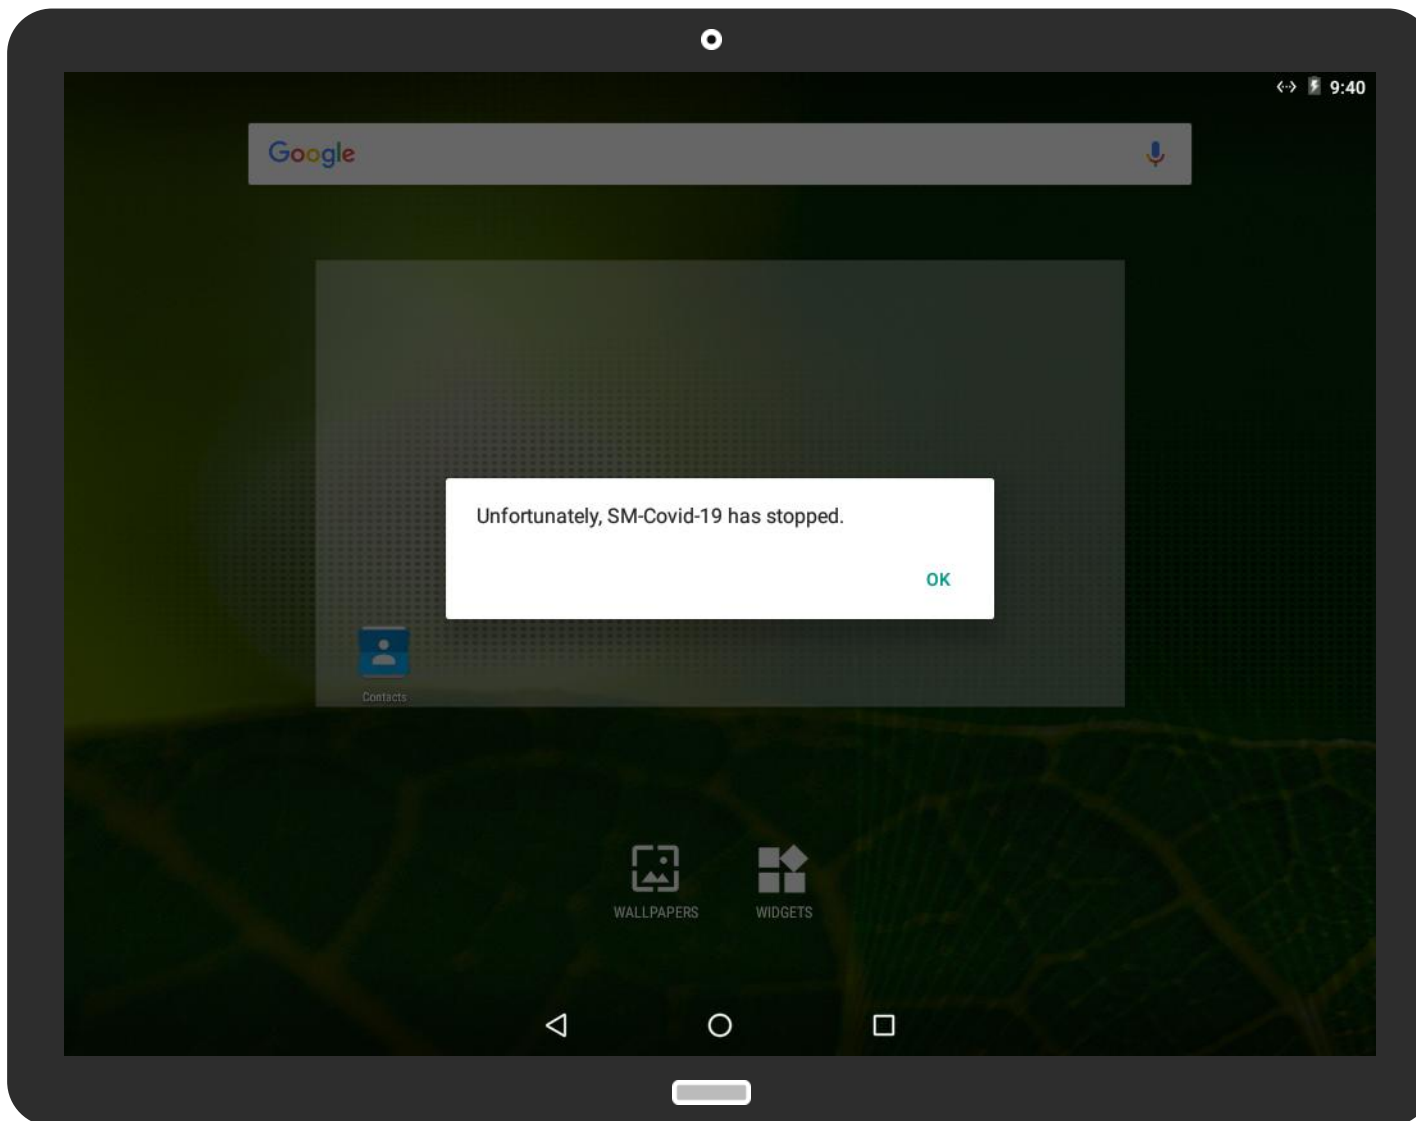 9:40
Google
Unfortunately, SM-Covid-19 has stopped.
OK
Contacts
WALLPAPERS
WIDGETS